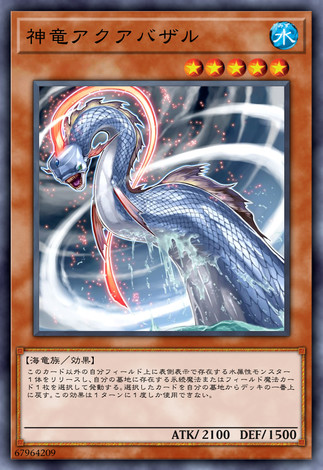 神竜アクアバザル
水
【海竜族／効果】
このカード以外の自分フィールド上に表側表示で存在する水属性モンスター
1体をリリースし、自分の墓地に存在する永続魔法またはフィールド魔法カー
ド1枚を選択して発動する。選択したカードを自分の墓地からデッキの一番上
に戻す。この効果は1ターンに1度しか使用できない。
ATK/ 2100 DEF/1500
67964209